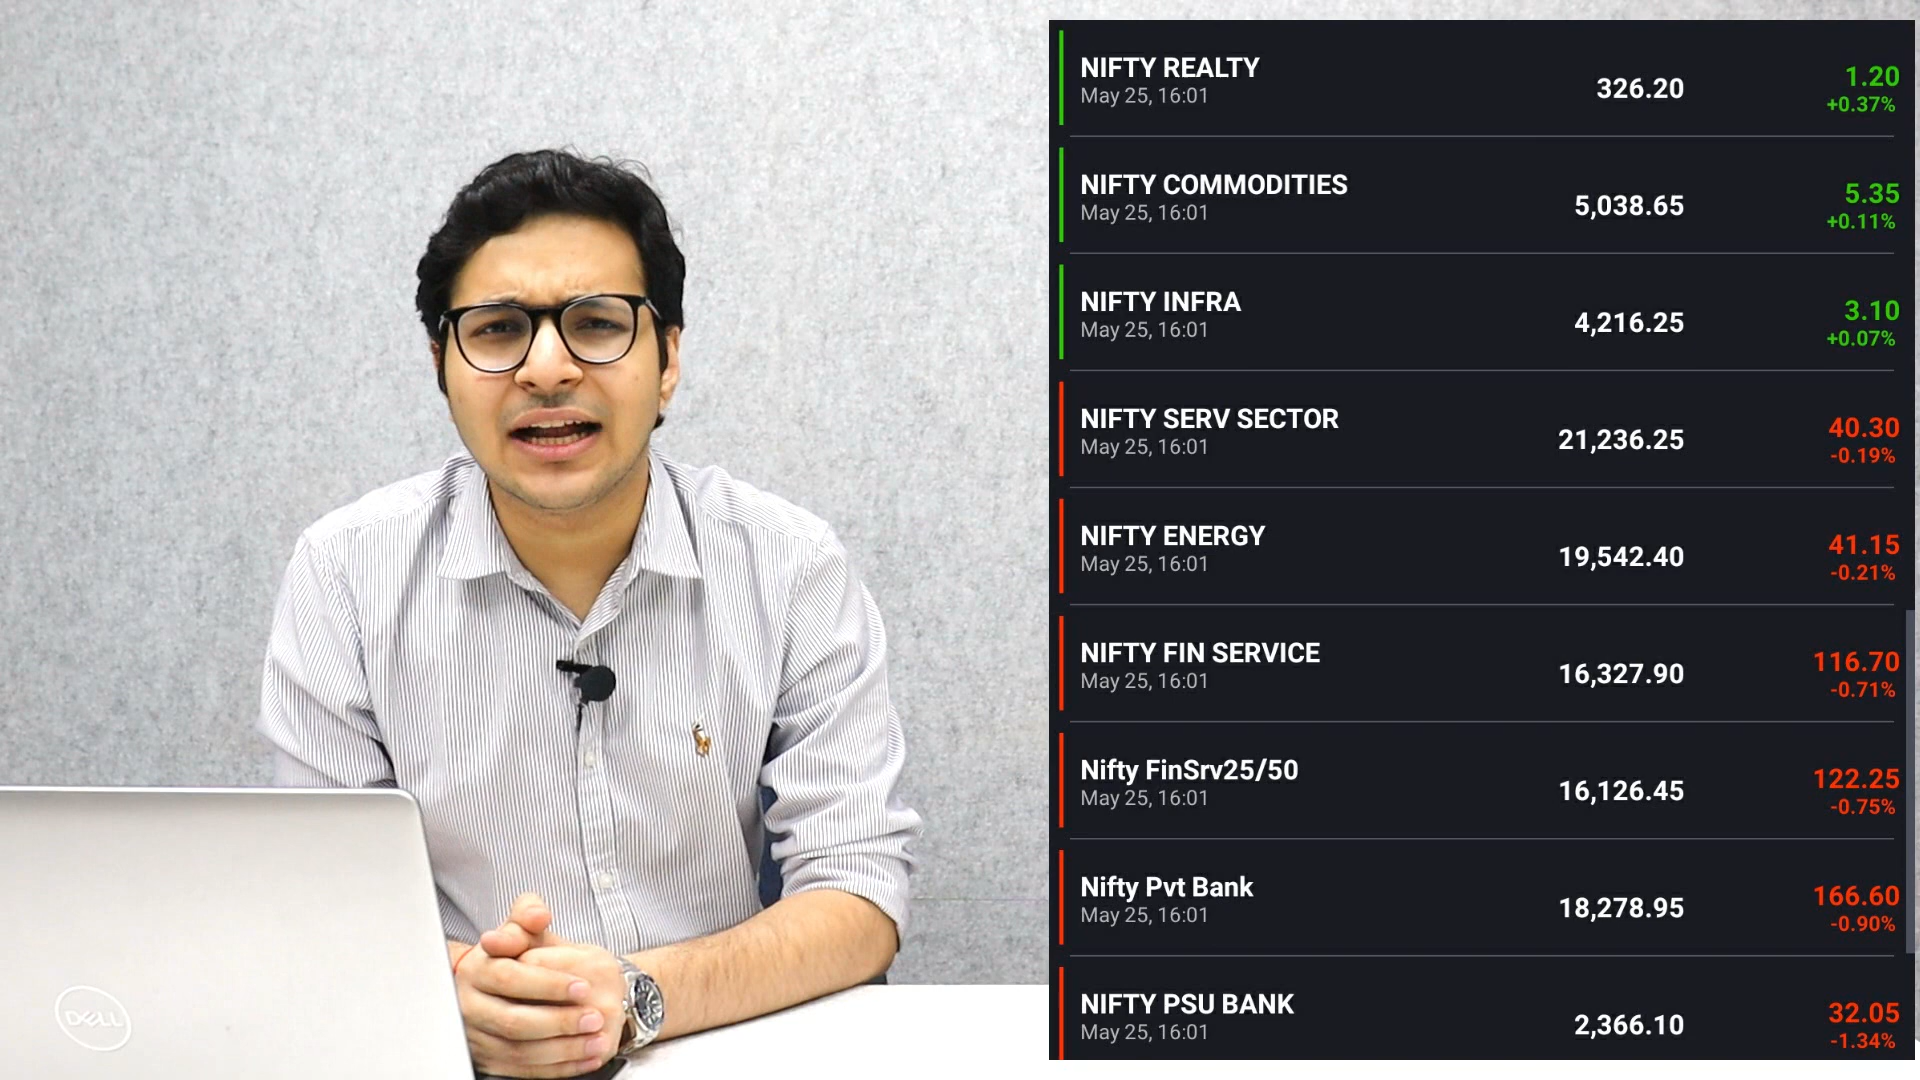 NIFTY REALTY
May 25, 16:01
326.20
1.20
+0.37%
NIFTY COMMODITIES
May 25, 16:01
5,038.65
5.35
+0.11%
NIFTY INFRA
May 25, 16:01
4,216.25
3.10
+0.07%
NIFTY SERV SECTOR
May 25, 16:01
21,236.25
40.30
-0.19%
NIFTY ENERGY
May 25, 16:01
19,542.40
41.15
-0.21%
NIFTY FIN SERVICE
May 25, 16:01
16,327.90
116.70
-0.71%
Nifty FinSrv25/50
May 25, 16:01
16,126.45
122.25
-0.75%
Nifty Pvt Bank
May 25, 16:01
18,278.95
166.60
-0.90%
NIFTY PSU BANK
May 25, 16:01
2,366.10
32.05
-1.34%
DELL